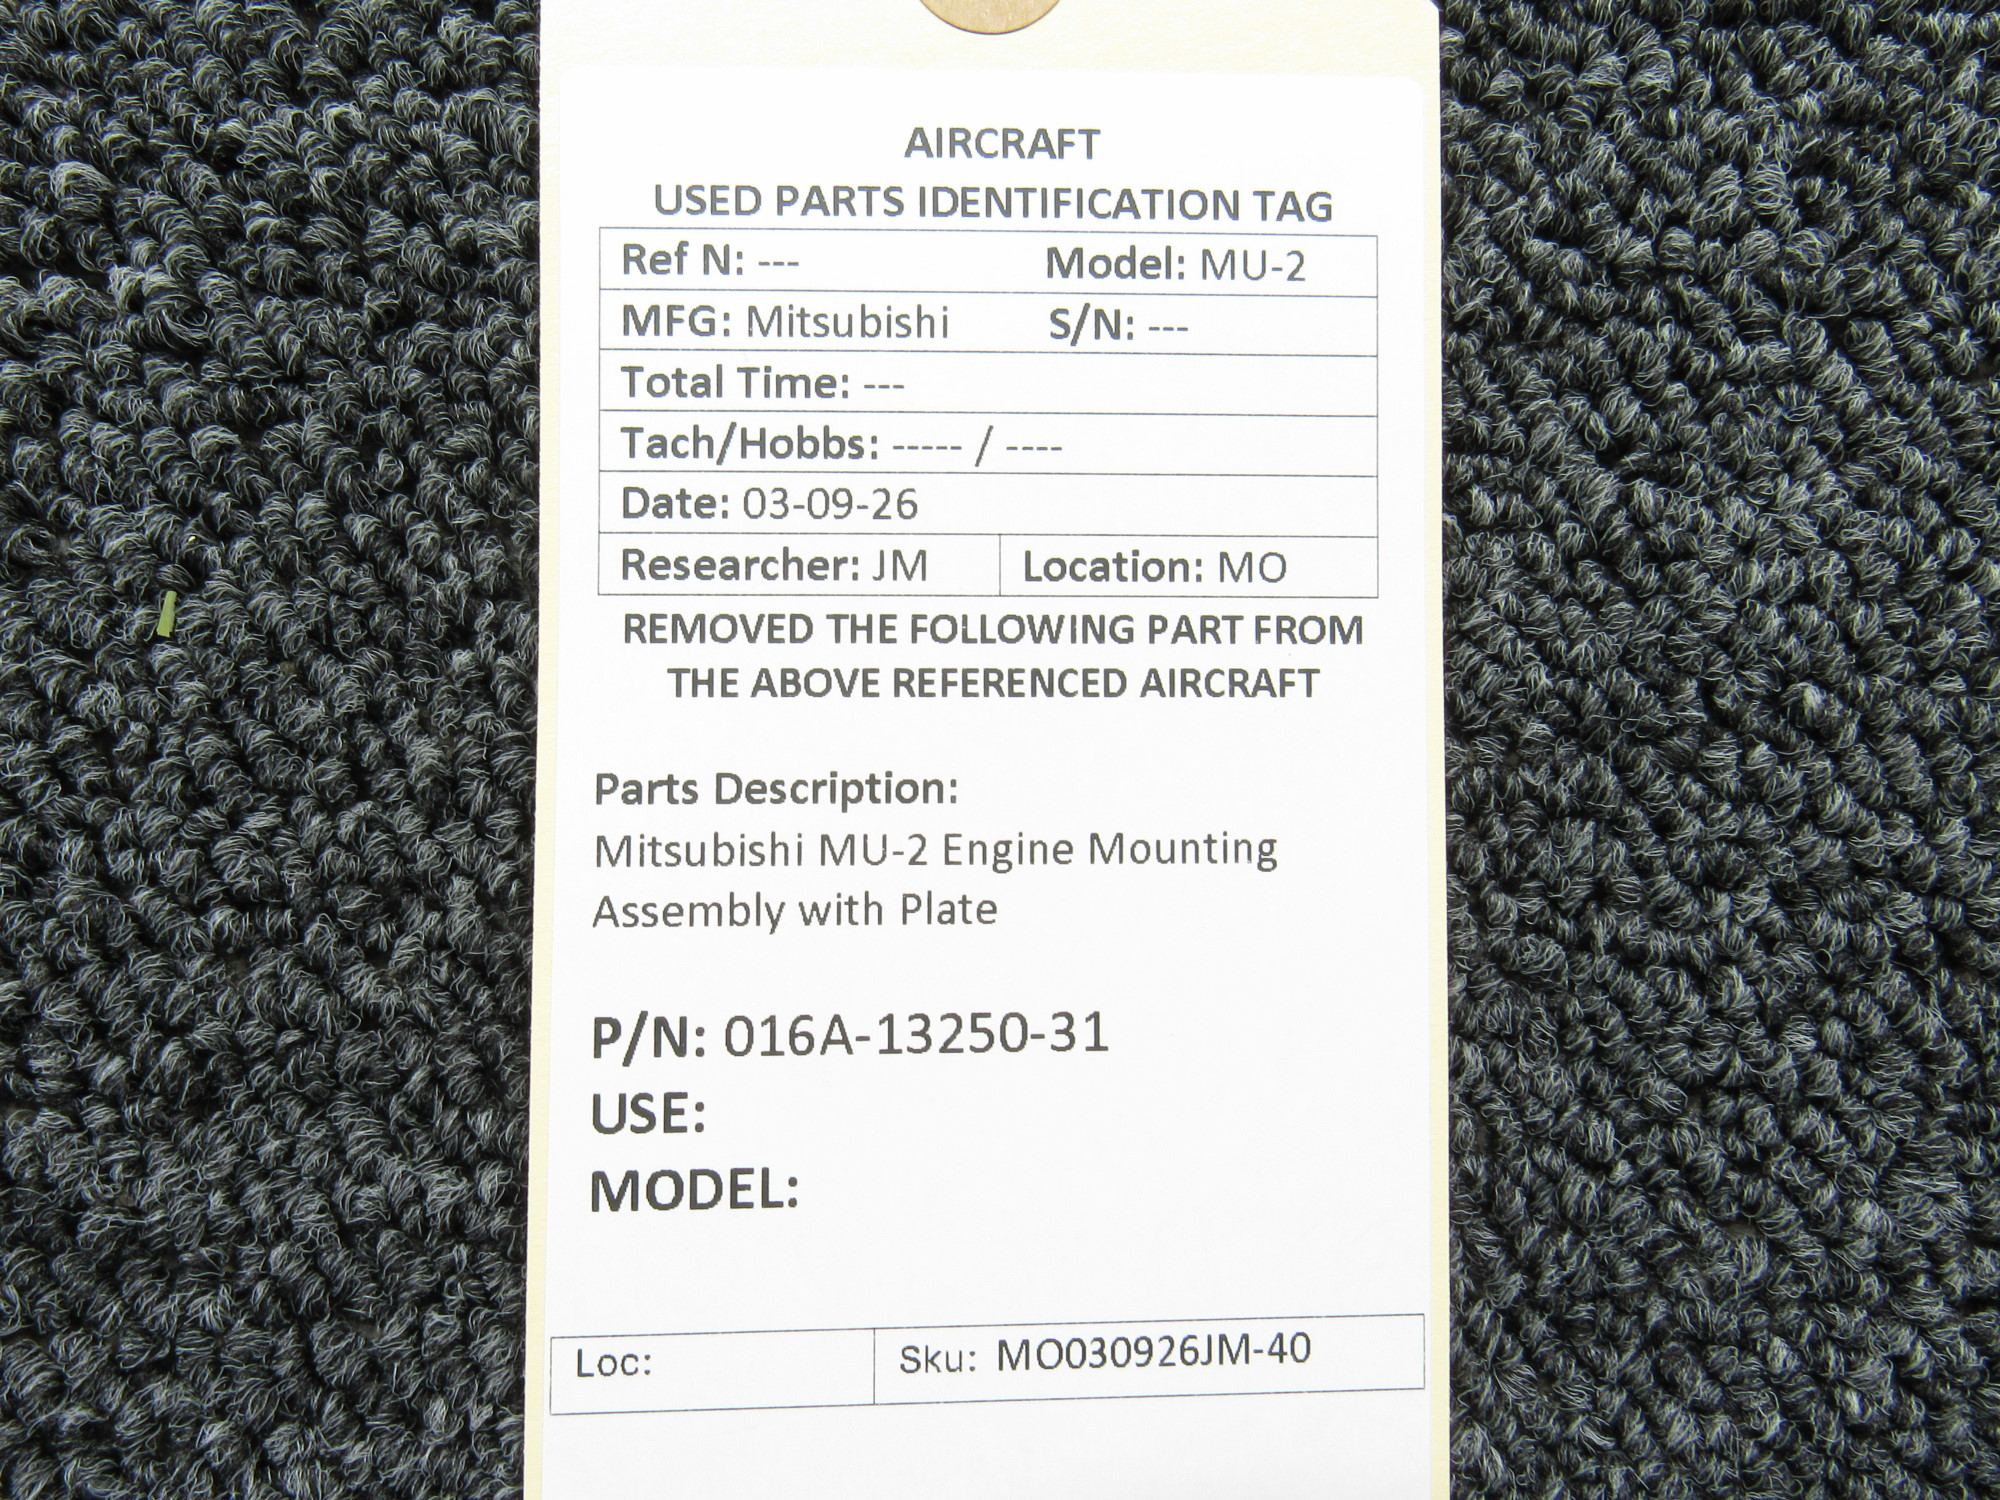 AIRCRAFT
USED PARTS IDENTIFICATION TAG
Ref N: --- Model: MU-2
MFG: Mitsubishi S/N: ---
Total Time: ---
Tach/Hobbs: ----- / ----
Date: 03-09-26
Researcher: JM Location: MO
REMOVED THE FOLLOWING PART FROM
THE ABOVE REFERENCED AIRCRAFT
Parts Description:
Mitsubishi MU-2 Engine Mounting
Assembly with Plate
P/N: 016A-13250-31
USE:
MODEL:
Loc: Sku: MO030926JM-40